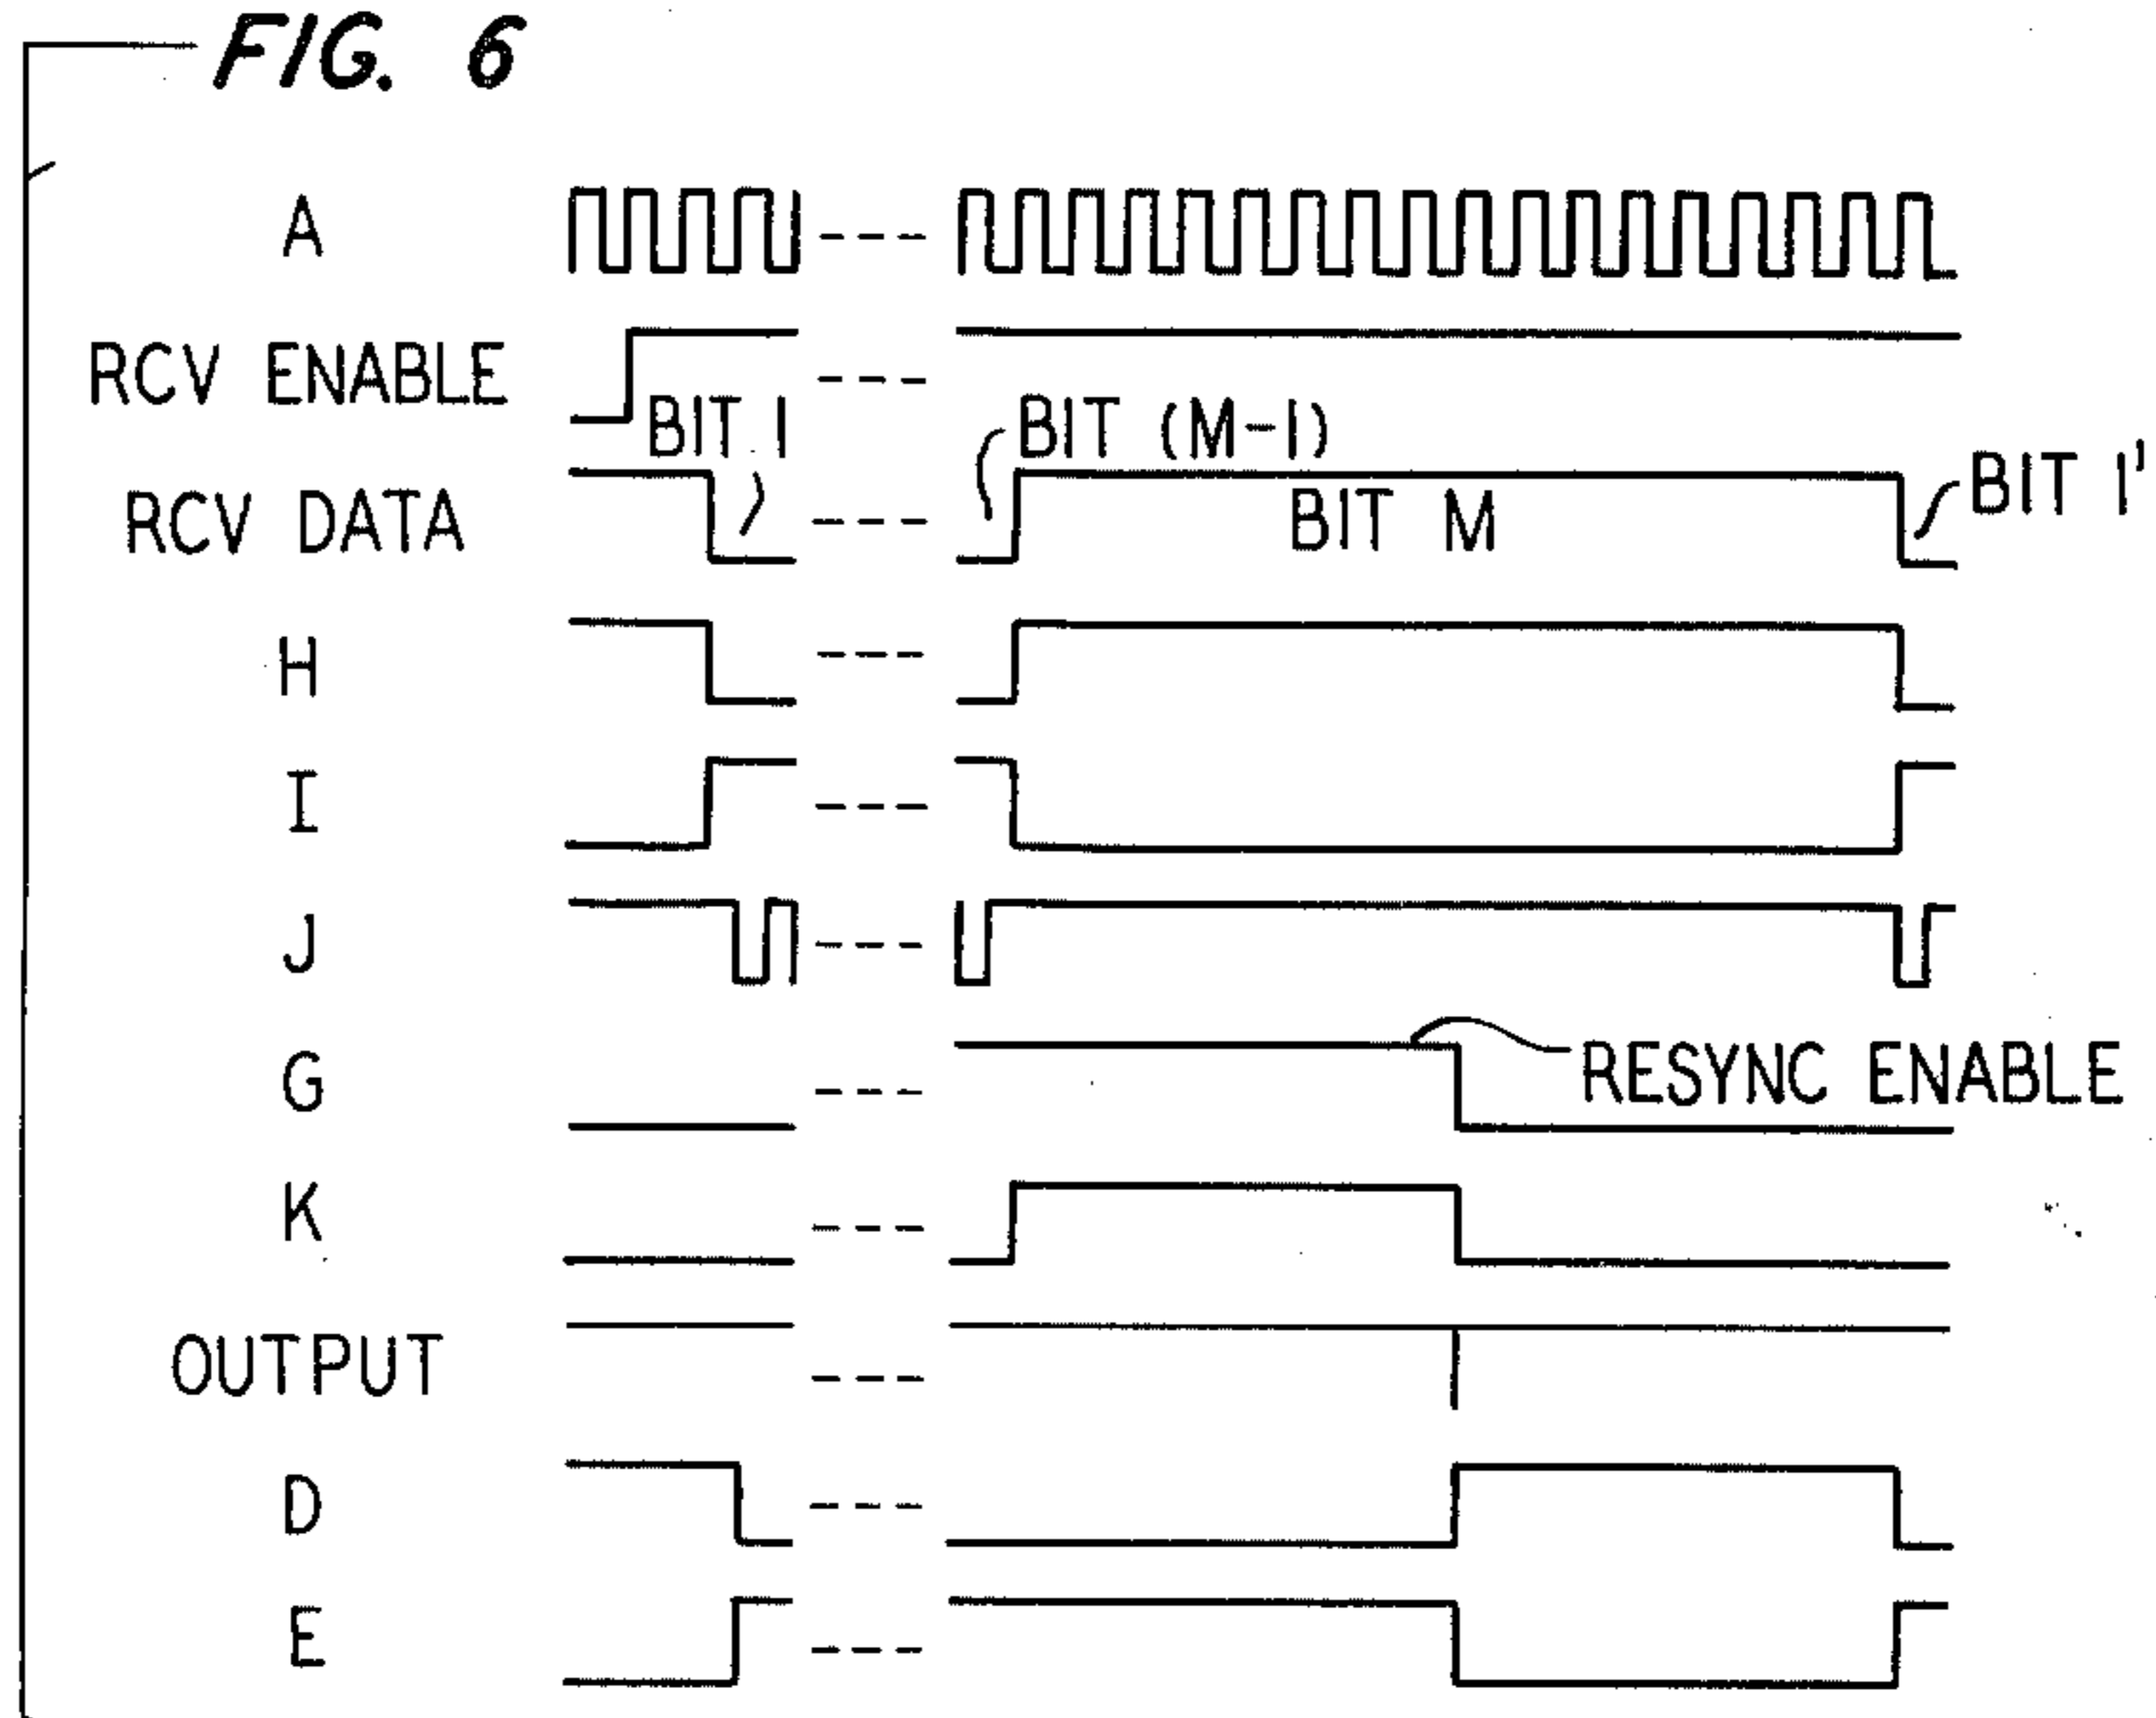 FIG. 6
A
RCV ENABLE
BIT 1
BIT (M-1)
RCV DATA
BIT M
BIT 1'
H
I
J
G
RESYNC ENABLE
K
OUTPUT
D
E